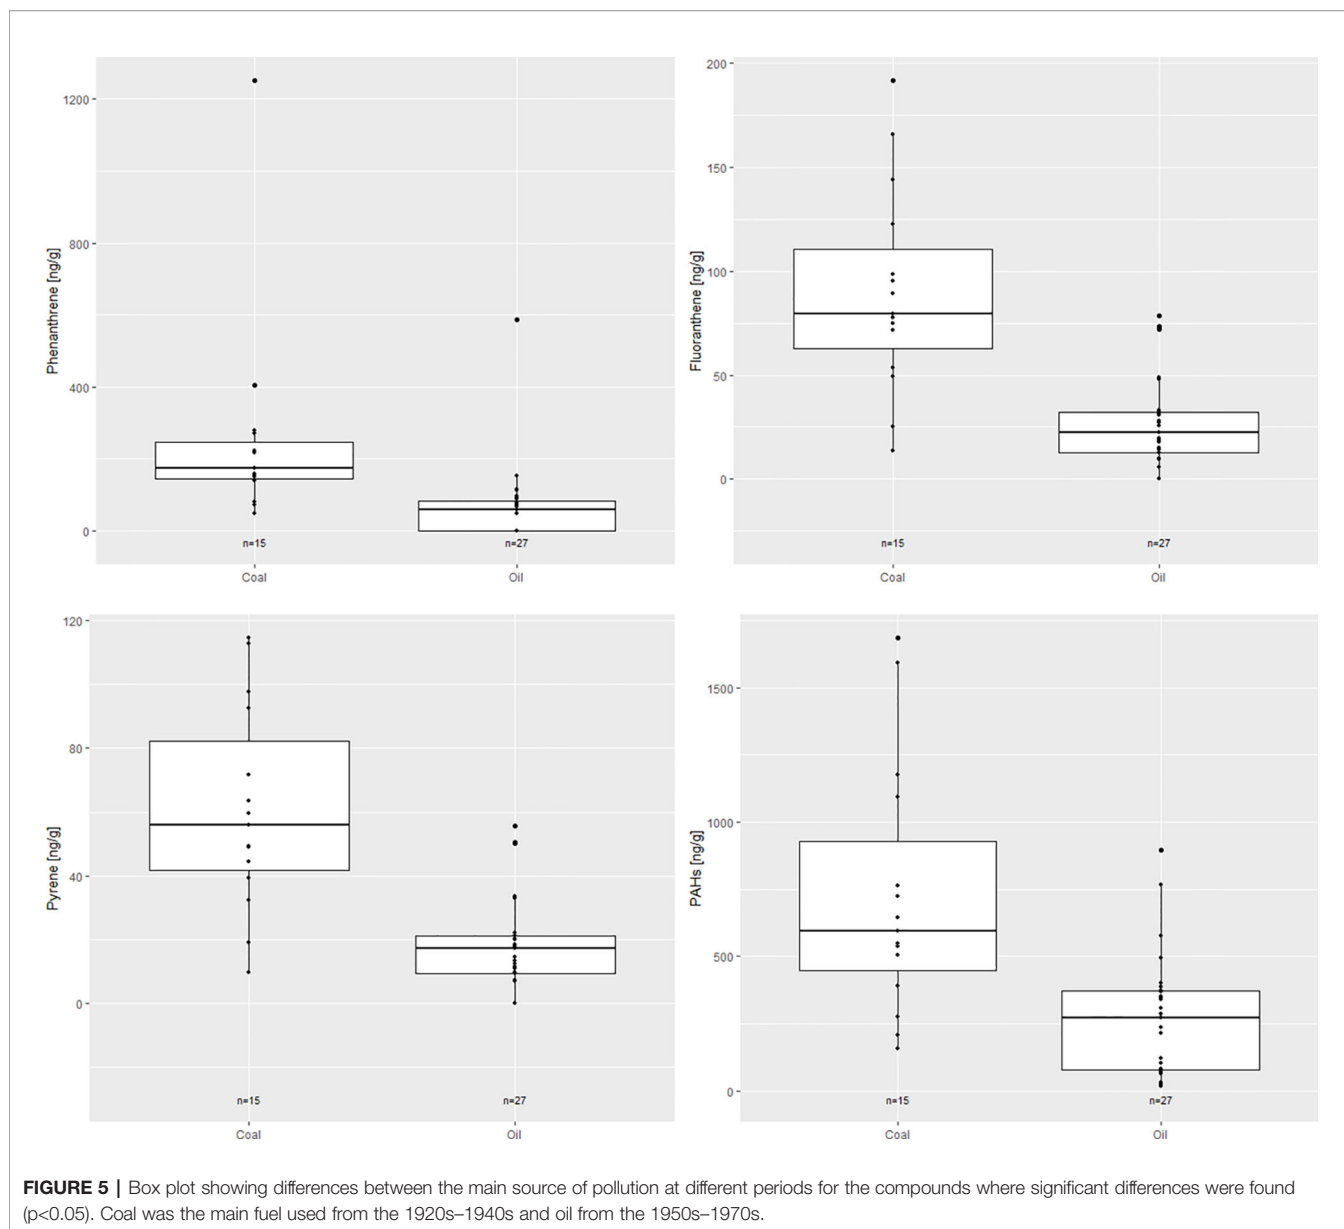 1200
800
400
0
Phenanthrene [ng/g]
n=15
n=27
Coal
Oil
200
150
100
50
0
Fluoranthene [ng/g]
n=15
n=27
Coal
Oil
120
80
40
0
Pyrene [ng/g]
n=15
n=27
Coal
Oil
1500
1000
500
0
PAHs [ng/g]
n=15
n=27
Coal
Oil
FIGURE 5 | Box plot showing differences between the main source of pollution at different periods for the compounds where significant differences were found
(p<0.05). Coal was the main fuel used from the 1920s–1940s and oil from the 1950s–1970s.